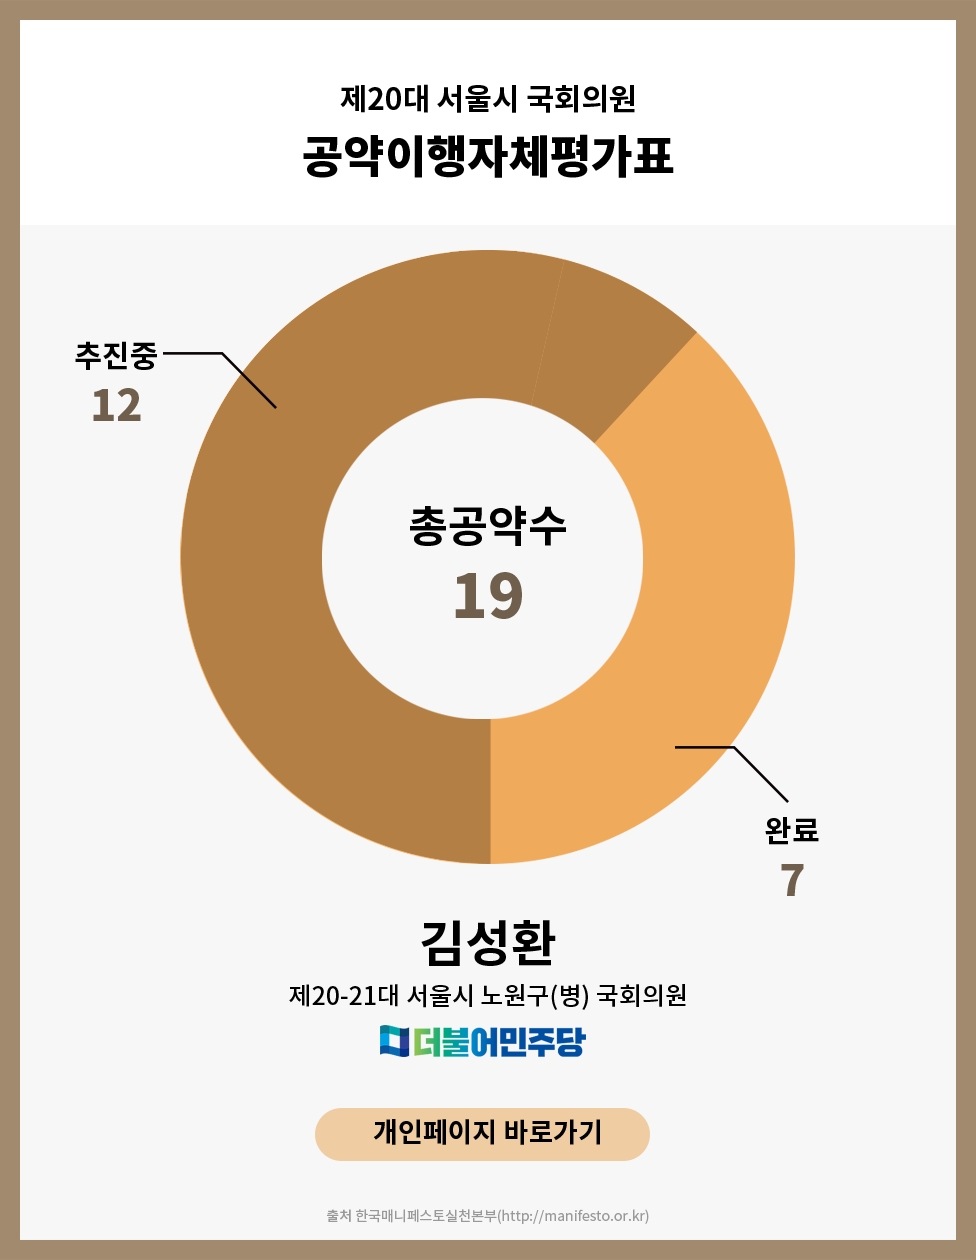 제20대 서울시 국회의원
공약이행자체평가표
추진중
12
총공약수
19
완료
7
김성환
제20-21대 서울시 노원구(병) 국회의원
더불어민주당
개인페이지 바로가기
출처 한국매니페스토실천본부(http://manifesto.or.kr)